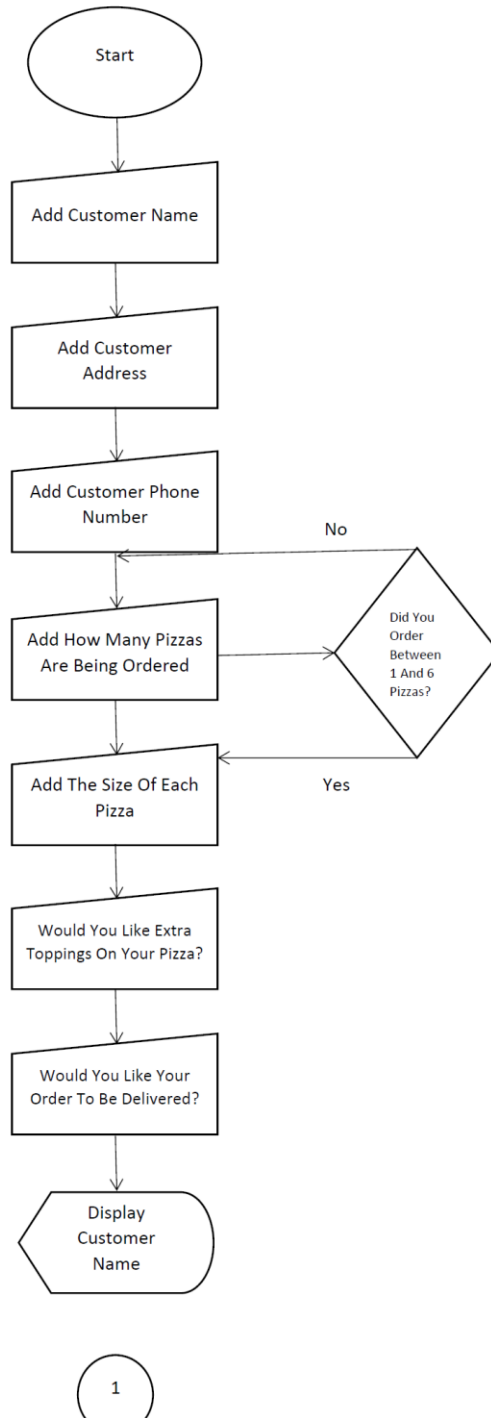 Start
Add Customer Name
Add Customer
Address
Add Customer Phone
Number
No
Add How Many Pizzas
Are Being Ordered
Did You
Order
Between
1 And 6
Pizzas?
Yes
Add The Size Of Each
Pizza
Would You Like Extra
Toppings On Your Pizza?
Would You Like Your
Order To Be Delivered?
Display
Customer
Name
1